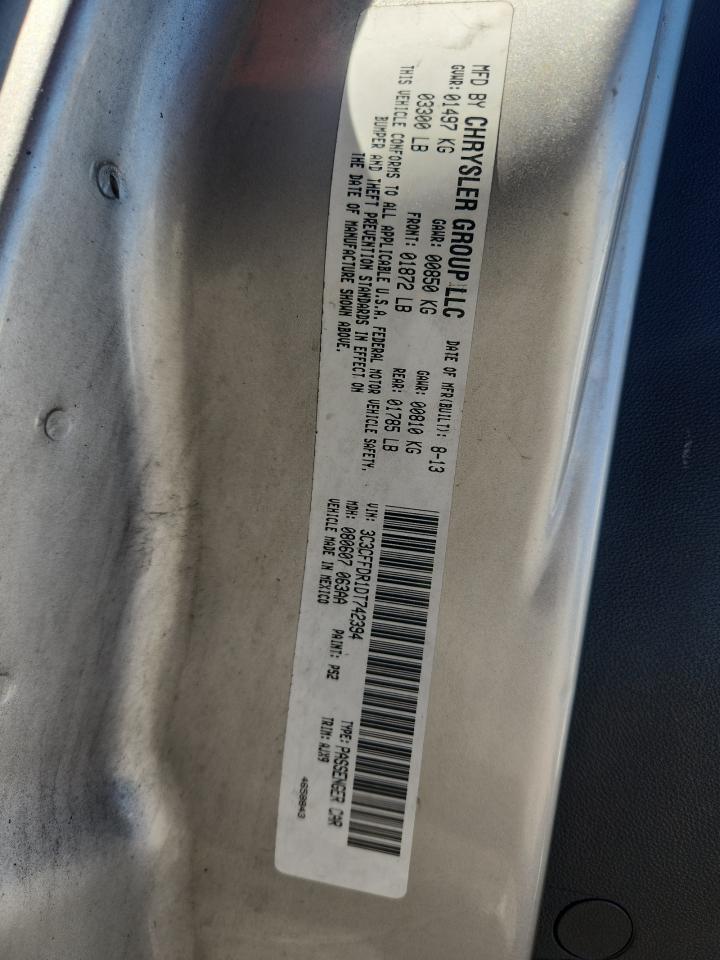 MFD BY CHRYSLER GROUP LLC DATE OF MFR(BUILT): 8-13
GVWR: 01497 KG GAWR: 00850 KG GAWR: 00810 KG
03300 LB FRONT: 01872 LB REAR: 01785 LB
THIS VEHICLE CONFORMS TO ALL APPLICABLE U.S.A. FEDERAL MOTOR VEHICLE SAFETY,
BUMPER AND THEFT PREVENTION STANDARDS IN EFFECT ON
THE DATE OF MANUFACTURE SHOWN ABOVE.
VIN: 3C3CFFDR1DT742394 TYPE: PASSENGER CAR
MDH: 080607 063AA PAINT: PS2 TRIM: AJX9
VEHICLE MADE IN MEXICO 4658843